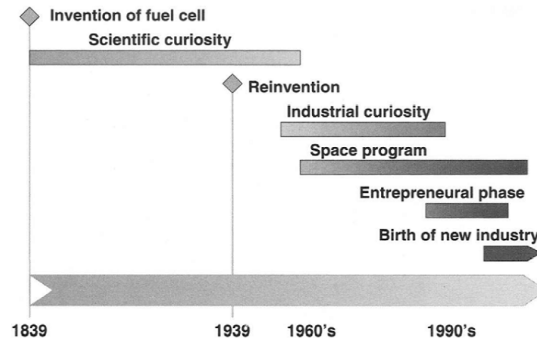 Invention of fuel cell
Scientific curiosity
Reinvention
Industrial curiosity
Space program
Entrepreneural phase
Birth of new industry
1839 1939 1960's 1990's